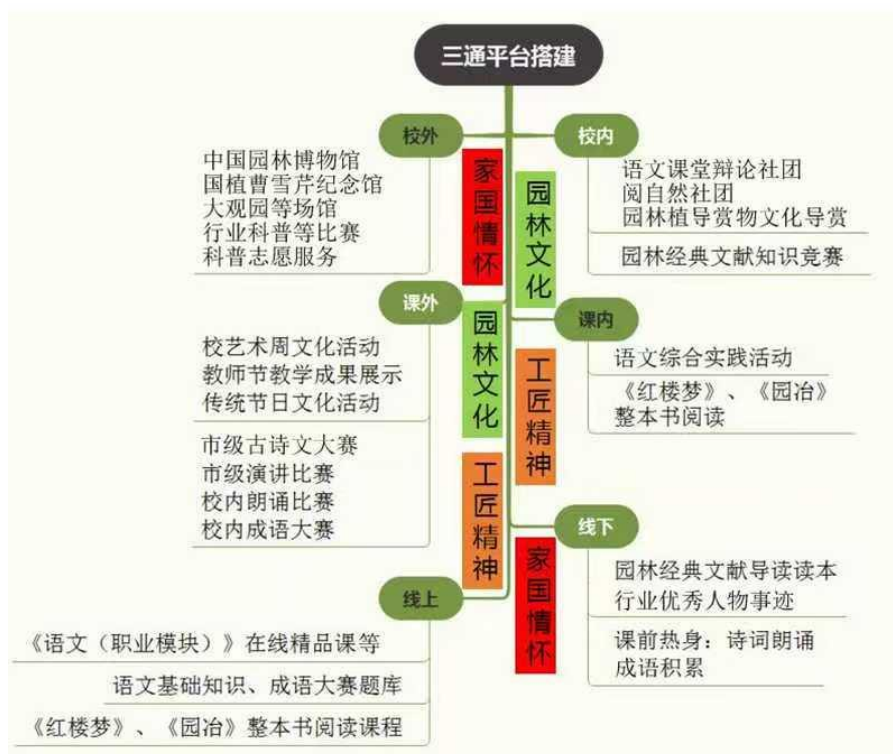 三通平台搭建
校外
中国园林博物馆
国植曹雪芹纪念馆
大观园等场馆
行业科普等比赛
科普志愿服务
家国情怀
园林文化
校内
语文课堂辩论社团
阅自然社团
园林植导赏物文化导赏
园林经典文献知识竞赛
课外
校艺术周文化活动
教师节教学成果展示
传统节日文化活动
市级古诗文大赛
市级演讲比赛
校内朗诵比赛
校内成语大赛
园林文化
工匠精神
课内
语文综合实践活动
《红楼梦》、《园冶》
整本书阅读
工匠精神
家国情怀
线下
园林经典文献导读读本
行业优秀人物事迹
课前热身：诗词朗诵
成语积累
线上
《语文（职业模块）》在线精品课等
语文基础知识、成语大赛题库
《红楼梦》、《园冶》整本书阅读课程